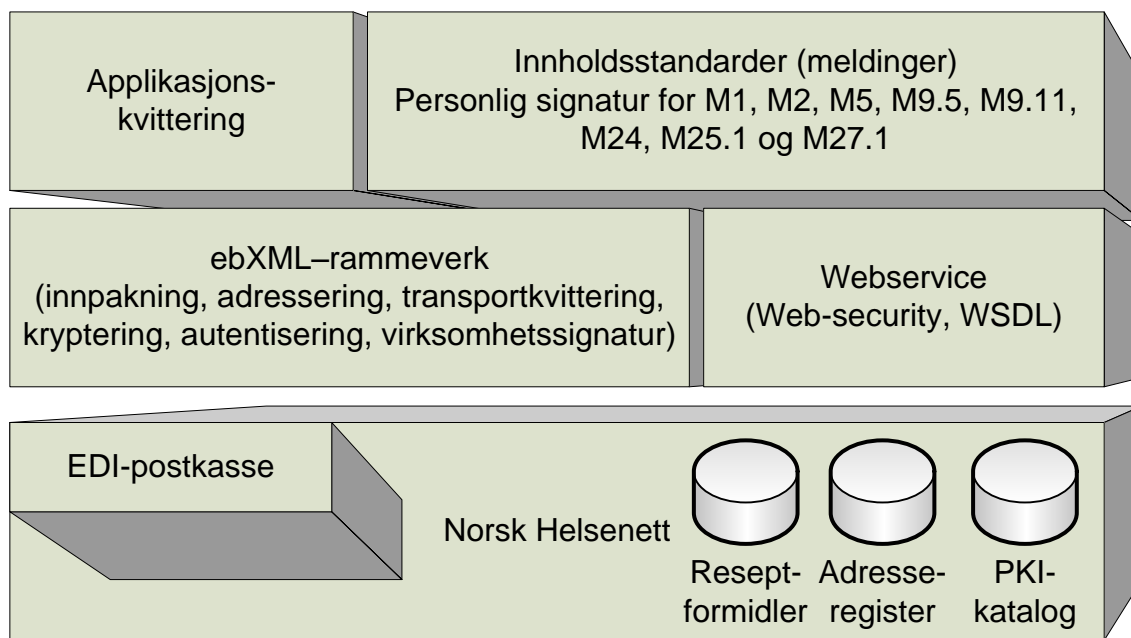 Applikasjons-
kvittering
Innholdsstandarder (meldinger)
Personlig signatur for M1, M2, M5, M9.5, M9.11,
M24, M25.1 og M27.1
ebXML–rammeverk
(innpakning, adressering, transportkvittering,
kryptering, autentisering, virksomhetssignatur)
Webservice
(Web-security, WSDL)
EDI-postkasse
Norsk Helsenett
Resept-
formidler
Adresse-
register
PKI-
katalog